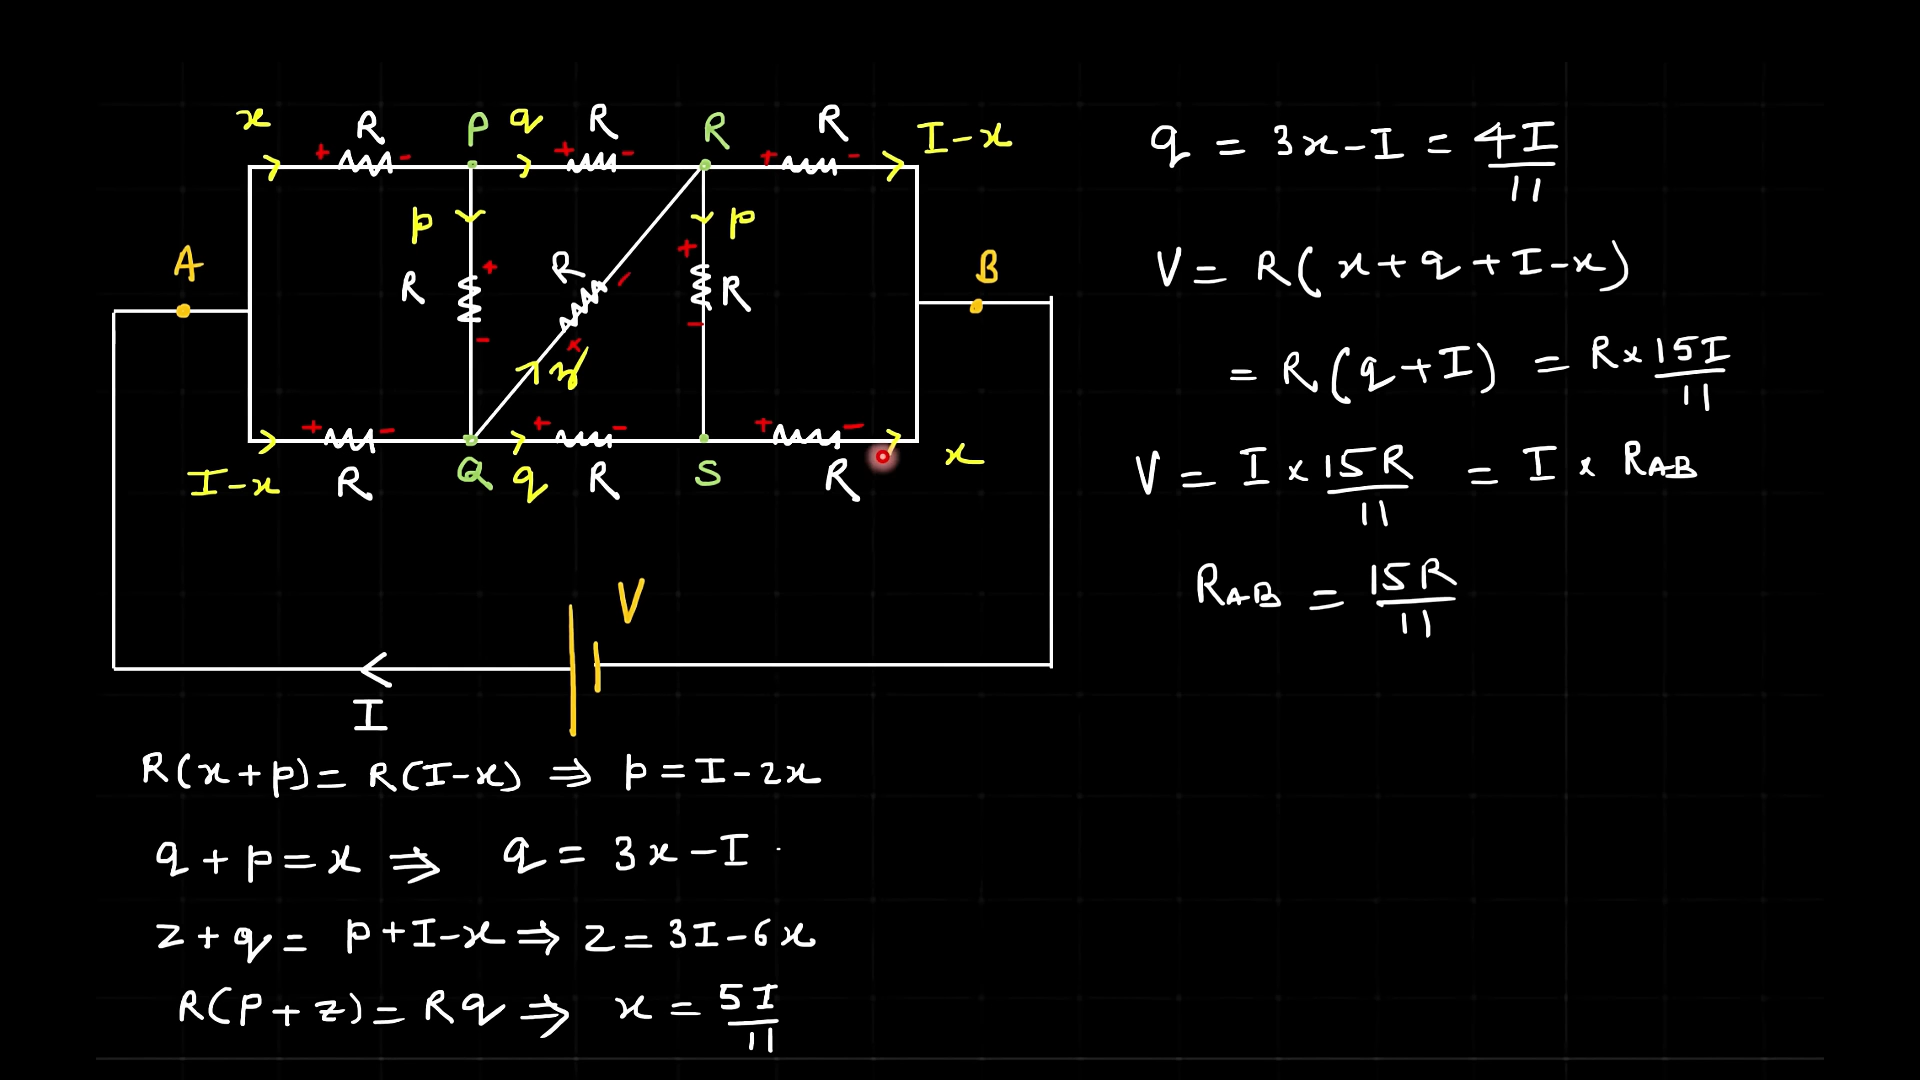 x R P q R R R I-x
p p
A R R R B
z
I-x R Q q R S R x
V
I
R(x+p) = R(I-x) ⇒ p = I-2x
q + p = x ⇒ q = 3x-I
z + q = p+I-x ⇒ z = 3I-6x
R(p+z) = Rq ⇒ x = 5I/11
q = 3x-I = 4I/11
V = R(x+q+I-x)
= R(q+I) = R×15I/11
V = I × 15R/11 = I × RAB
RAB = 15R/11